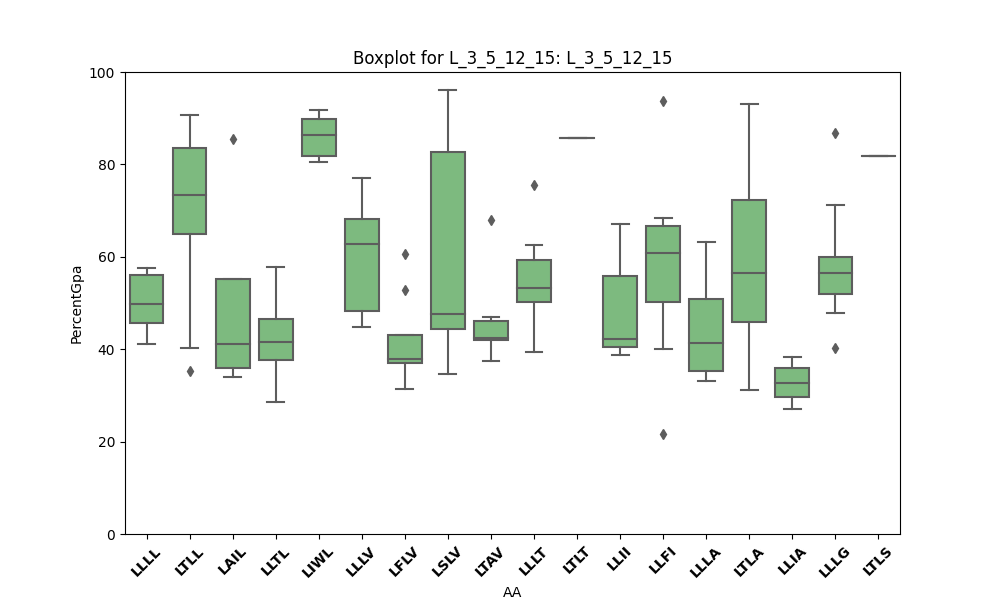 Boxplot for L_3_5_12_15: L_3_5_12_15
PercentGpa
100
80
60
40
20
0
LLLL LTLL LAIL LLTL LIWL LLLV LFLV LSLV LTAV LLLT LTLT LLII LLFI LLLA LTLA LLIA LLLG LTLS
AA